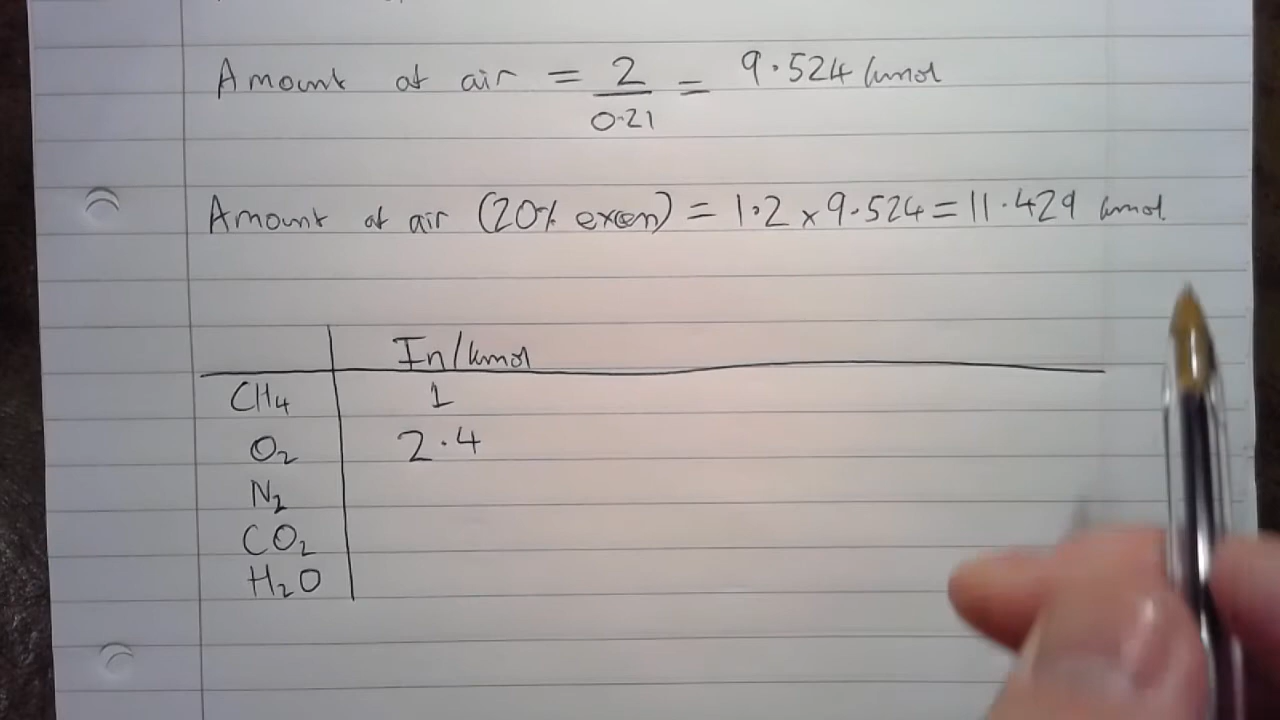 Amount of air = 2 / 0.21 = 9.524 kmol
Amount of air (20% excess) = 1.2 x 9.524 = 11.429 kmol
In/kmol
CH4 1
O2 2.4
N2
CO2
H2O